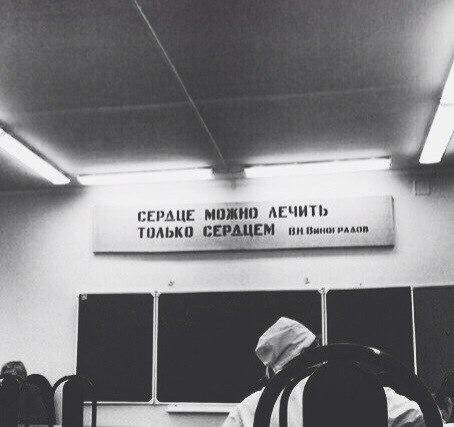 СЕРДЦЕ МОЖНО ЛЕЧИТЬ
ТОЛЬКО СЕРДЦЕМ В.Н. ВИНОГРАДОВ